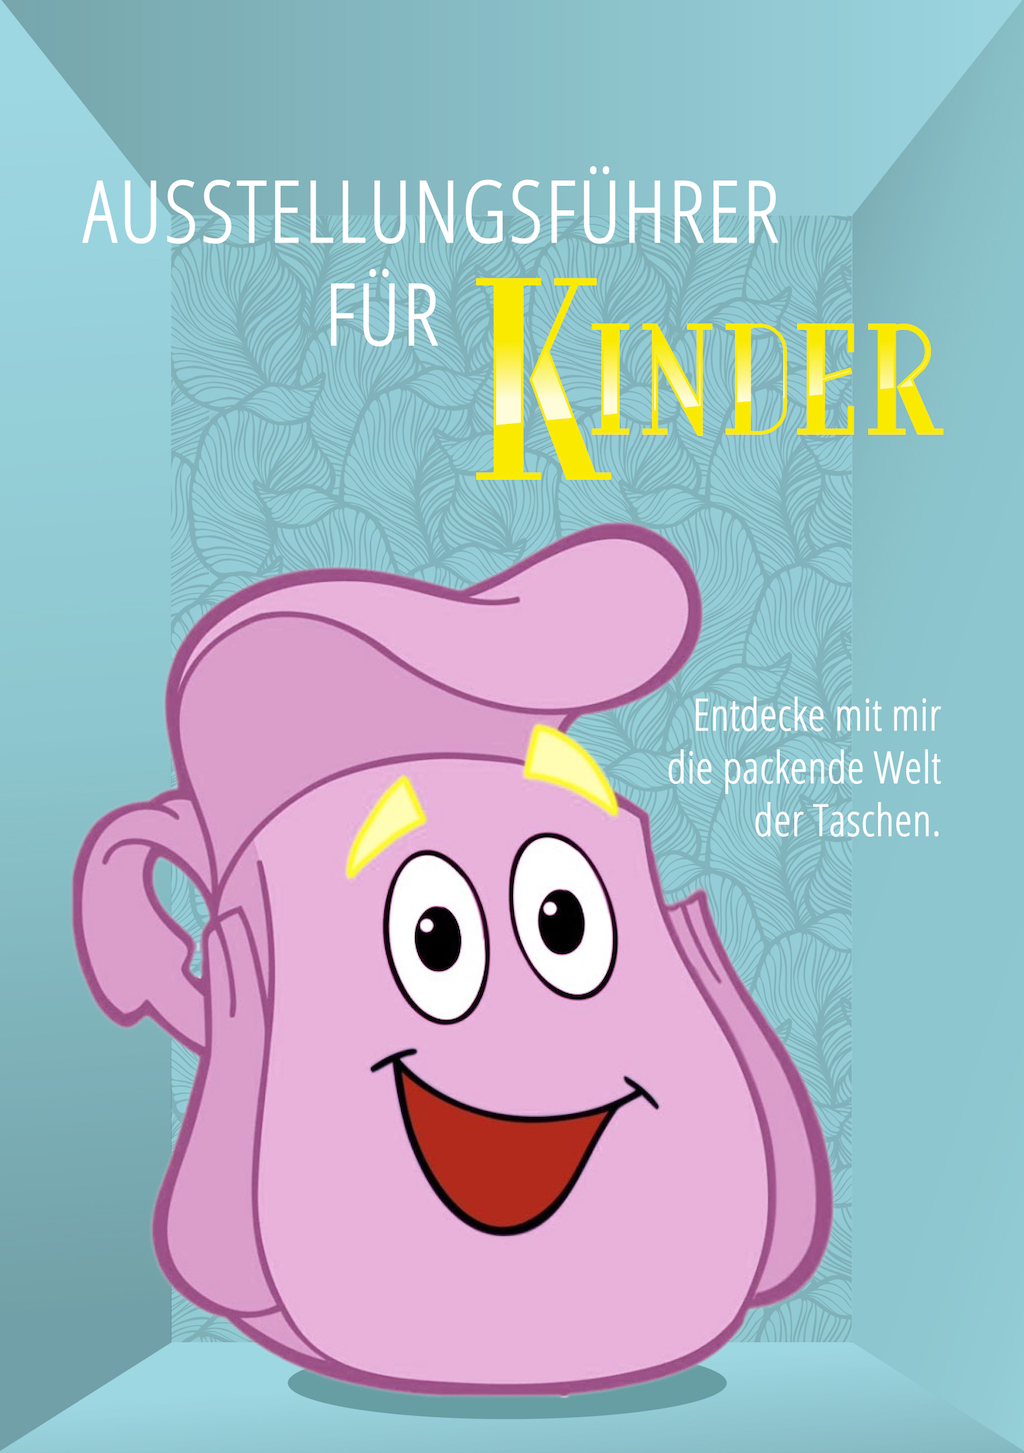 AUSSTELLUNGSFÜHRER
FÜR KINDER
Entdecke mit mir
die packende Welt
der Taschen.